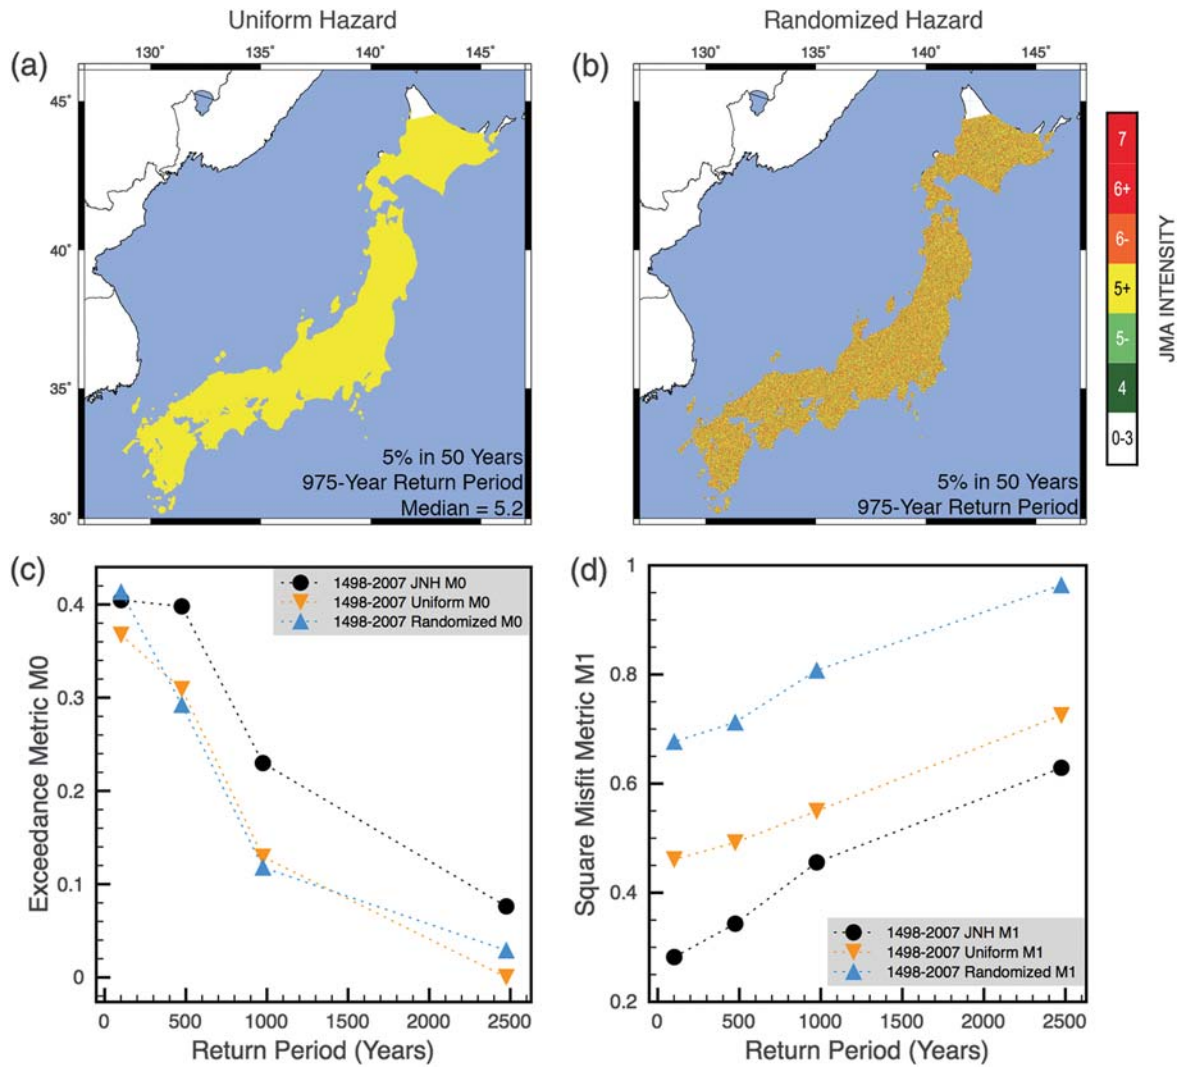 Uniform Hazard
Randomized Hazard
(a)
130°
135°
140°
145°
(b)
130°
135°
140°
145°
45°
40°
35°
30°
5% in 50 Years
975-Year Return Period
Median = 5.2
5% in 50 Years
975-Year Return Period
7
6+
6-
5+
5-
4
0-3
JMA INTENSITY
(c)
1498-2007 JNH M0
1498-2007 Uniform M0
1498-2007 Randomized M0
0.4
0.3
0.2
0.1
0
Exceedance Metric M0
0
500
1000
1500
2000
2500
Return Period (Years)
(d)
1
0.8
0.6
0.4
0.2
Square Misfit Metric M1
1498-2007 JNH M1
1498-2007 Uniform M1
1498-2007 Randomized M1
0
500
1000
1500
2000
2500
Return Period (Years)